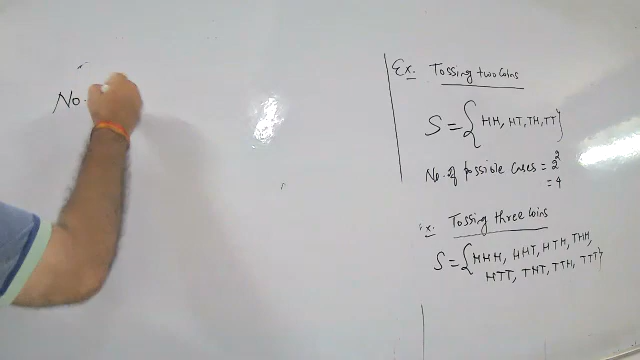 No.
Ex. Tossing two coins
S = { HH, HT, TH, TT }
No. of possible cases = 2²
= 4
Ex. Tossing three coins
S = { HHH, HHT, HTH, THH,
HTT, THT, TTH, TTT }